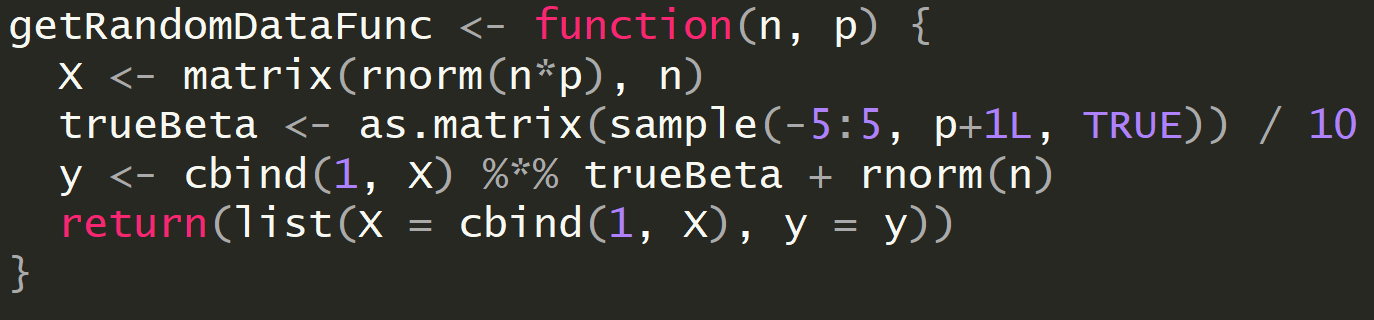 getRandomDataFunc <- function(n, p) {
  X <- matrix(rnorm(n*p), n)
  trueBeta <- as.matrix(sample(-5:5, p+1L, TRUE)) / 10
  y <- cbind(1, X) %*% trueBeta + rnorm(n)
  return(list(X = cbind(1, X), y = y))
}